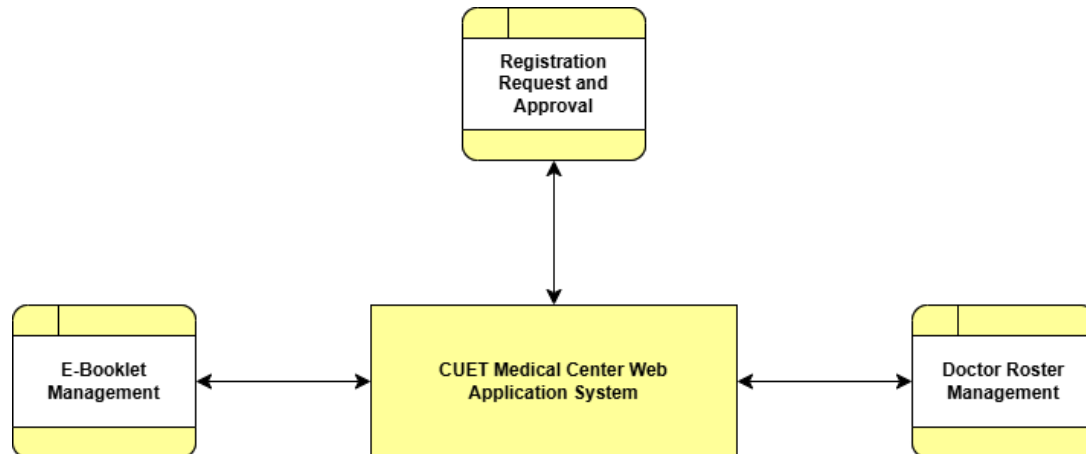 Registration
Request and
Approval
E-Booklet
Management
CUET Medical Center Web
Application System
Doctor Roster
Management